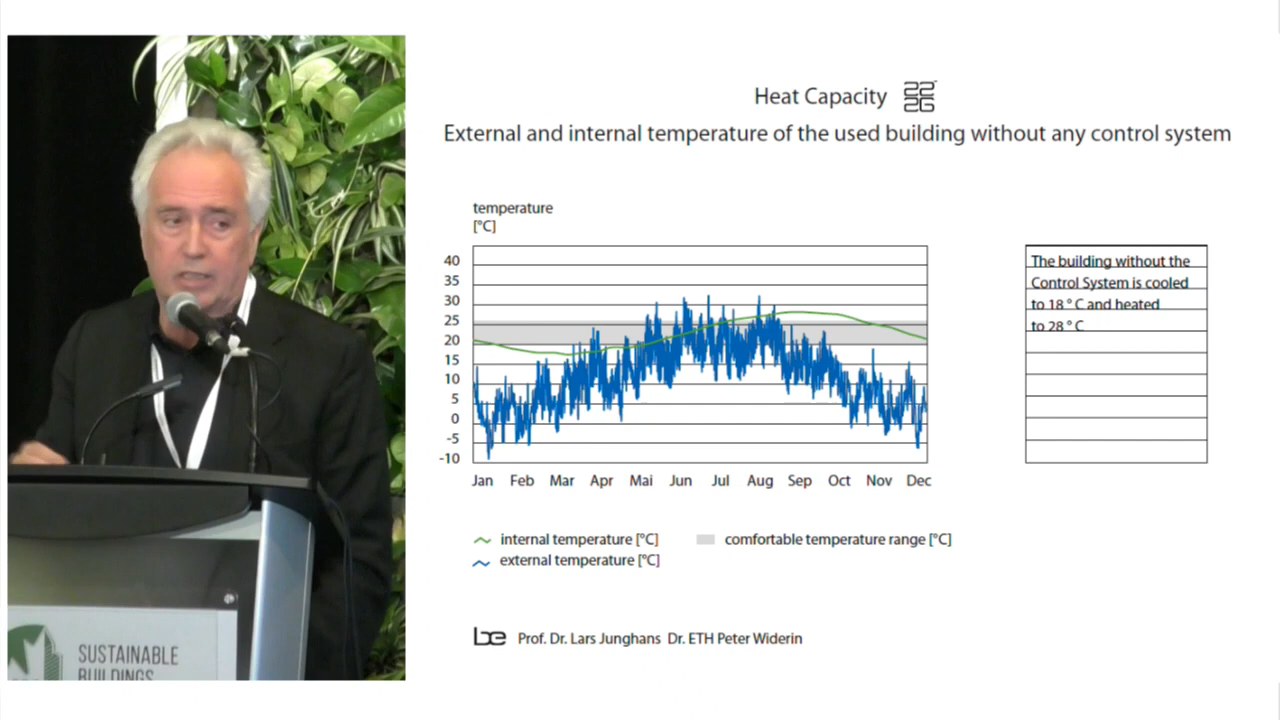 Heat Capacity 22
26
External and internal temperature of the used building without any control system
temperature
[°C]
40
35
30
25
20
15
10
5
0
-5
-10
Jan Feb Mar Apr Mai Jun Jul Aug Sep Oct Nov Dec
The building without the
Control System is cooled
to 18 ° C and heated
to 28 ° C
internal temperature [°C]
comfortable temperature range [°C]
external temperature [°C]
be Prof. Dr. Lars Junghans Dr. ETH Peter Widerin
SUSTAINABLE
BUILDINGS